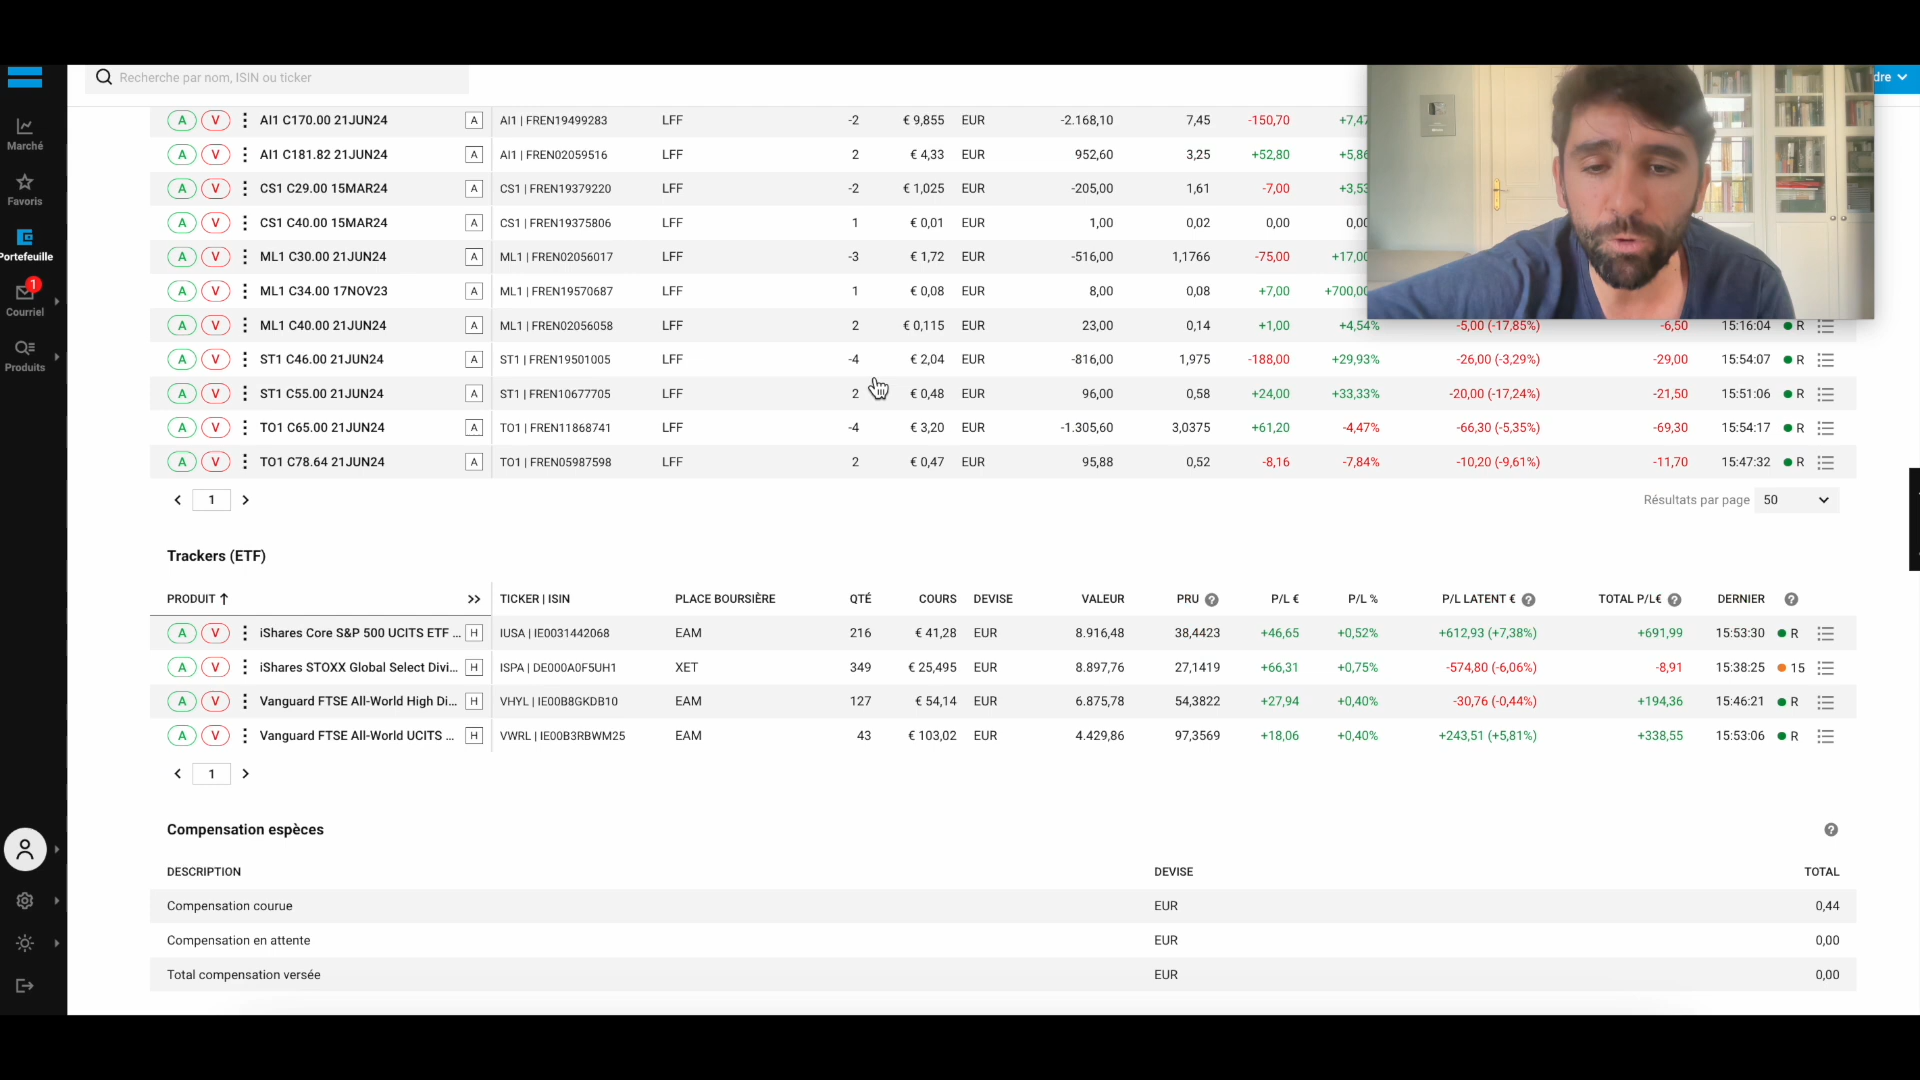 Recherche par nom, ISIN ou ticker
dre
Marché
Favoris
Portefeuille
1
Courriel
Produits
A V AI1 C170.00 21JUN24 A AI1 | FREN19499283 LFF -2 € 9,855 EUR -2.168,10 7,45 -150,70 +7,47
A V AI1 C181.82 21JUN24 A AI1 | FREN02059516 LFF 2 € 4,33 EUR 952,60 3,25 +52,80 +5,86
A V CS1 C29.00 15MAR24 A CS1 | FREN19379220 LFF -2 € 1,025 EUR -205,00 1,61 -7,00 +3,53
A V CS1 C40.00 15MAR24 A CS1 | FREN19375806 LFF 1 € 0,01 EUR 1,00 0,02 0,00 0,00
A V ML1 C30.00 21JUN24 A ML1 | FREN02056017 LFF -3 € 1,72 EUR -516,00 1,1766 -75,00 +17,00
A V ML1 C34.00 17NOV23 A ML1 | FREN19570687 LFF 1 € 0,08 EUR 8,00 0,08 +7,00 +700,00
A V ML1 C40.00 21JUN24 A ML1 | FREN02056058 LFF 2 € 0,115 EUR 23,00 0,14 +1,00 +4,54% -5,00 (-17,85%) -6,50 15:16:04 R
A V ST1 C46.00 21JUN24 A ST1 | FREN19501005 LFF -4 € 2,04 EUR -816,00 1,975 -188,00 +29,93% -26,00 (-3,29%) -29,00 15:54:07 R
A V ST1 C55.00 21JUN24 A ST1 | FREN10677705 LFF 2 € 0,48 EUR 96,00 0,58 +24,00 +33,33% -20,00 (-17,24%) -21,50 15:51:06 R
A V TO1 C65.00 21JUN24 A TO1 | FREN11868741 LFF -4 € 3,20 EUR -1.305,60 3,0375 +61,20 -4,47% -66,30 (-5,35%) -69,30 15:54:17 R
A V TO1 C78.64 21JUN24 A TO1 | FREN05987598 LFF 2 € 0,47 EUR 95,88 0,52 -8,16 -7,84% -10,20 (-9,61%) -11,70 15:47:32 R
1 Résultats par page 50
Trackers (ETF)
PRODUIT TICKER | ISIN PLACE BOURSIÈRE QTÉ COURS DEVISE VALEUR PRU P/L € P/L % P/L LATENT € TOTAL P/L€ DERNIER
A V iShares Core S&P 500 UCITS ETF ... H IUSA | IE0031442068 EAM 216 € 41,28 EUR 8.916,48 38,4423 +46,65 +0,52% +612,93 (+7,38%) +691,99 15:53:30 R
A V iShares STOXX Global Select Divi... H ISPA | DE000A0F5UH1 XET 349 € 25,495 EUR 8.897,76 27,1419 +66,31 +0,75% -574,80 (-6,06%) -8,91 15:38:25 15
A V Vanguard FTSE All-World High Di... H VHYL | IE00B8GKDB10 EAM 127 € 54,14 EUR 6.875,78 54,3822 +27,94 +0,40% -30,76 (-0,44%) +194,36 15:46:21 R
A V Vanguard FTSE All-World UCITS ... H VWRL | IE00B3RBWM25 EAM 43 € 103,02 EUR 4.429,86 97,3569 +18,06 +0,40% +243,51 (+5,81%) +338,55 15:53:06 R
1
Compensation espèces
DESCRIPTION DEVISE TOTAL
Compensation courue EUR 0,44
Compensation en attente EUR 0,00
Total compensation versée EUR 0,00